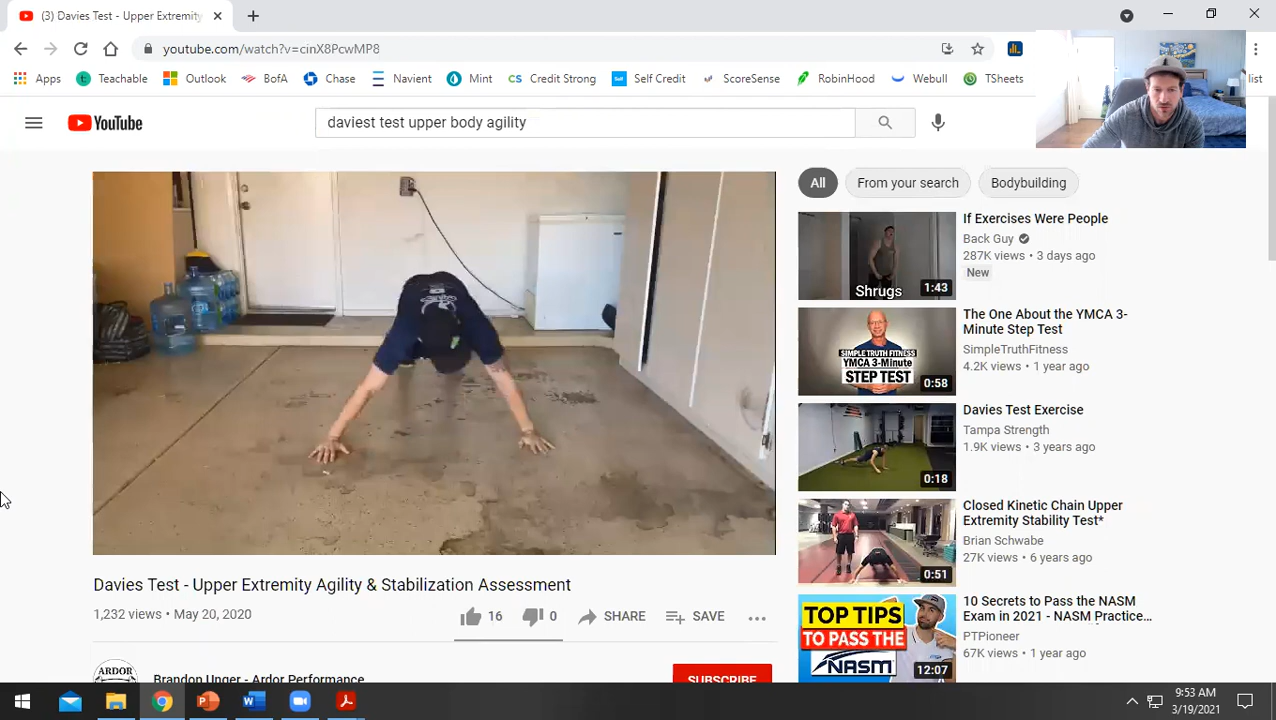 (3) Davies Test - Upper Extremity
youtube.com/watch?v=cinX8PcwMP8
Apps Teachable Outlook BofA Chase Navient Mint CS Credit Strong Self Credit ScoreSense RobinHood Webull TSheets list
YouTube
daviest test upper body agility
All From your search Bodybuilding
If Exercises Were People
Back Guy
287K views • 3 days ago
New
Shrugs
1:43
The One About the YMCA 3-
Minute Step Test
SimpleTruthFitness
4.2K views • 1 year ago
SIMPLE TRUTH FITNESS
YMCA 3-Minute
STEP TEST
0:58
Davies Test Exercise
Tampa Strength
1.9K views • 3 years ago
0:18
Closed Kinetic Chain Upper
Extremity Stability Test*
Brian Schwabe
27K views • 6 years ago
0:51
10 Secrets to Pass the NASM
Exam in 2021 - NASM Practice...
PTPioneer
67K views • 1 year ago
TOP TIPS
TO PASS THE
NASM
12:07
Davies Test - Upper Extremity Agility & Stabilization Assessment
1,232 views • May 20, 2020
16 0 SHARE SAVE
ARDOR
Brandon Unger - Ardor Performance
SUBSCRIBE
9:53 AM
3/19/2021